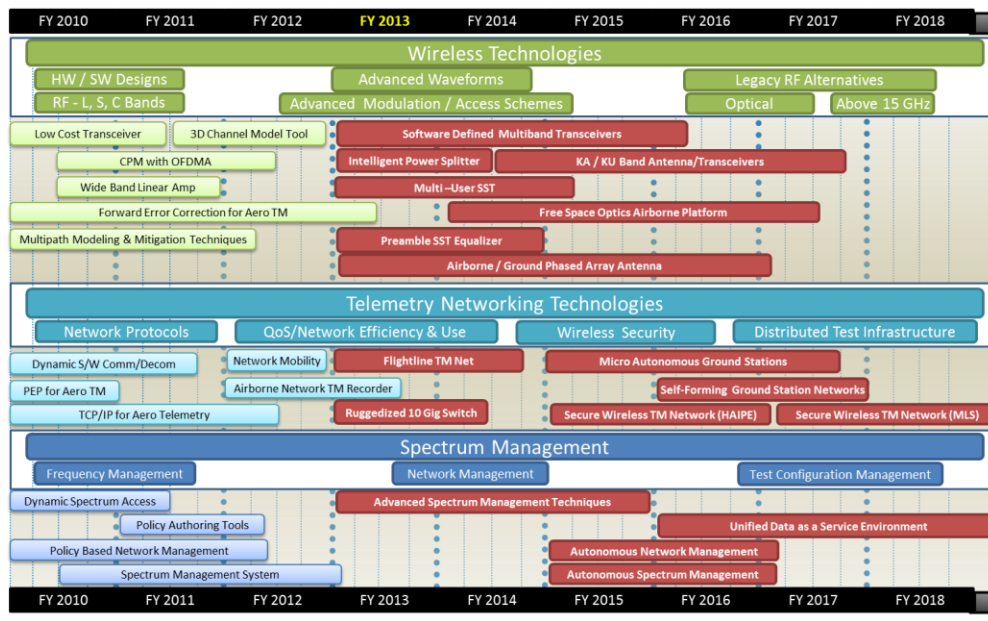 FY 2010 FY 2011 FY 2012 FY 2013 FY 2014 FY 2015 FY 2016 FY 2017 FY 2018
Wireless Technologies
HW / SW Designs Advanced Waveforms Legacy RF Alternatives
RF - L, S, C Bands Advanced Modulation / Access Schemes Optical Above 15 GHz
Low Cost Transceiver 3D Channel Model Tool Software Defined Multiband Transceivers
CPM with OFDMA Intelligent Power Splitter KA / KU Band Antenna/Transceivers
Wide Band Linear Amp Multi –User SST
Forward Error Correction for Aero TM Free Space Optics Airborne Platform
Multipath Modeling & Mitigation Techniques Preamble SST Equalizer
Airborne / Ground Phased Array Antenna
Telemetry Networking Technologies
Network Protocols QoS/Network Efficiency & Use Wireless Security Distributed Test Infrastructure
Dynamic S/W Comm/Decom Network Mobility Flightline TM Net Micro Autonomous Ground Stations
PEP for Aero TM Airborne Network TM Recorder Self-Forming Ground Station Networks
TCP/IP for Aero Telemetry Ruggedized 10 Gig Switch Secure Wireless TM Network (HAIPE) Secure Wireless TM Network (MLS)
Spectrum Management
Frequency Management Network Management Test Configuration Management
Dynamic Spectrum Access Advanced Spectrum Management Techniques
Policy Authoring Tools Unified Data as a Service Environment
Policy Based Network Management Autonomous Network Management
Spectrum Management System Autonomous Spectrum Management
FY 2010 FY 2011 FY 2012 FY 2013 FY 2014 FY 2015 FY 2016 FY 2017 FY 2018